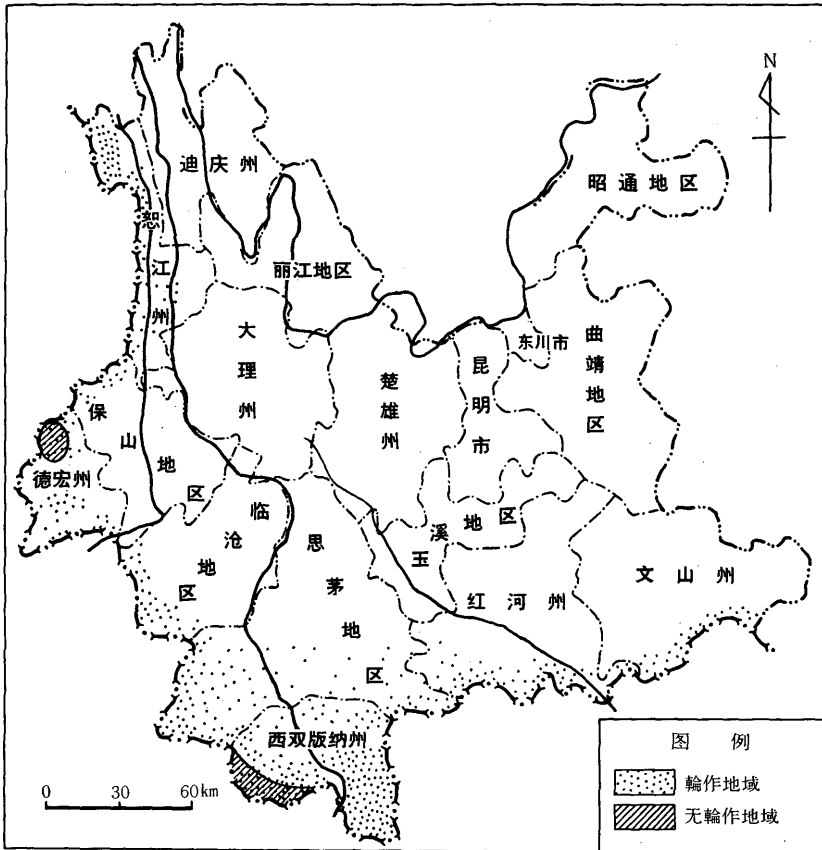 N
迪庆州
昭通地区
恕江州
丽江地区
大理州
楚雄州
昆明市
东川市
曲靖地区
保山地区
德宏州
临沧地区
思茅地区
玉溪地区
红河州
文山州
西双版纳州
0 30 60km
图例
輪作地域
无輪作地域